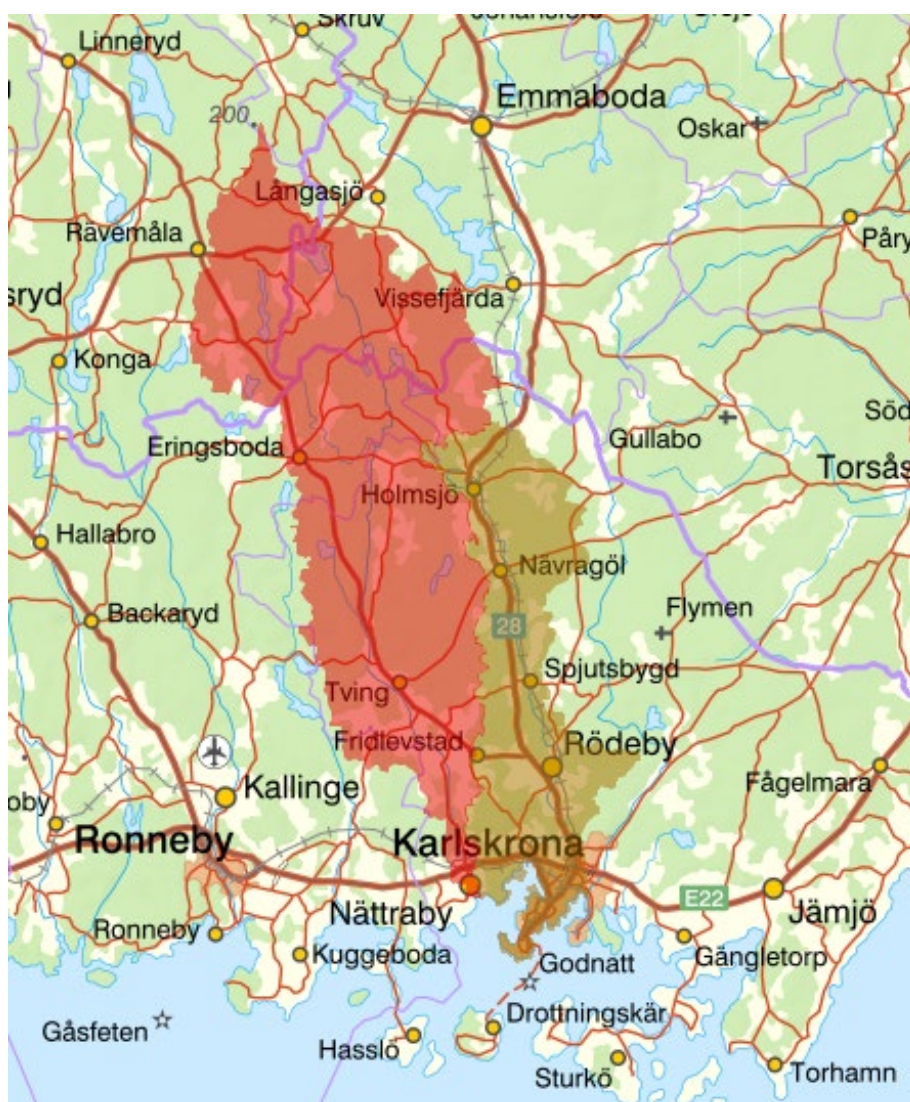 Skruv
Linneryd
Emmaboda
200
Oskar
Långasjö
Rävemåla
Påry
sryd
Vissefjärda
Konga
Söd
Gullabo
Eringsboda
Torsås
Holmsjö
Hallabro
Nävragöl
Backaryd
Flymen
28
Spjutsbygd
Tving
Fridlevstad
Rödeby
Fågelmara
Kallinge
oby
Ronneby
Karlskrona
E22
Nättraby
Jämjö
Ronneby
Kuggeboda
Gängletorp
Godnatt
Gåsfeten
Drottningskär
Hasslö
Sturkö
Torhamn